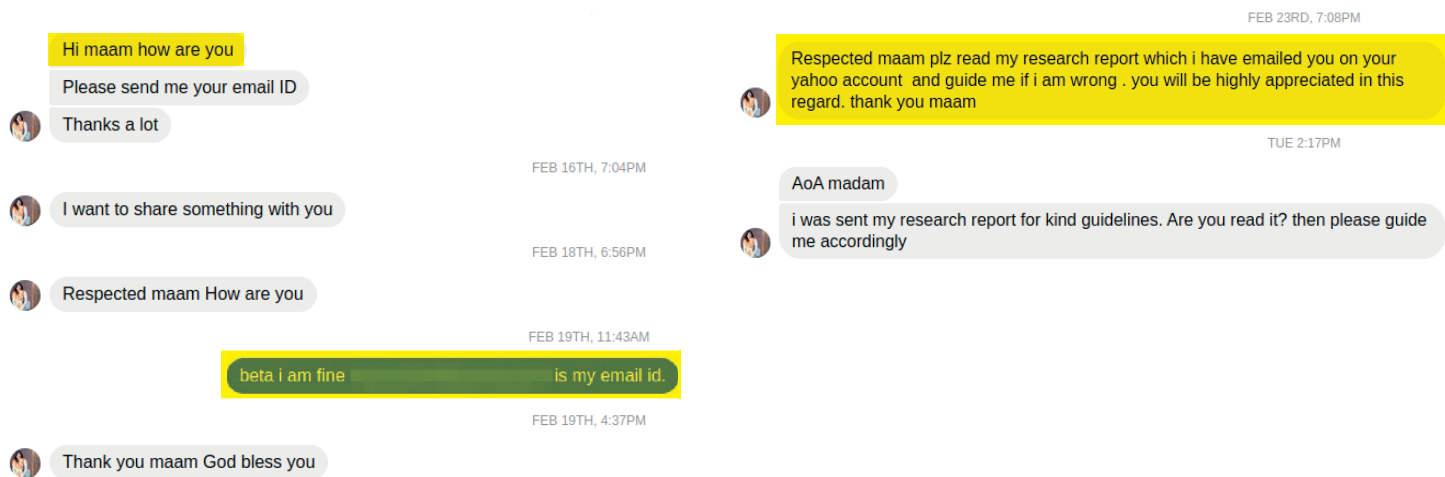 Hi maam how are you
Please send me your email ID
Thanks a lot
FEB 16TH, 7:04PM
I want to share something with you
FEB 18TH, 6:56PM
Respected maam How are you
FEB 19TH, 11:43AM
beta i am fine is my email id.
FEB 19TH, 4:37PM
Thank you maam God bless you
FEB 23RD, 7:08PM
Respected maam plz read my research report which i have emailed you on your
yahoo account and guide me if i am wrong . you will be highly appreciated in this
regard. thank you maam
TUE 2:17PM
AoA madam
i was sent my research report for kind guidelines. Are you read it? then please guide
me accordingly